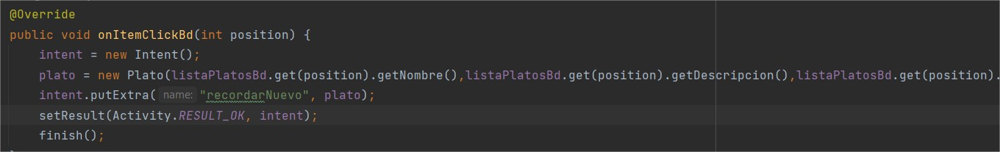 @Override
public void onItemClickBd(int position) {
intent = new Intent();
plato = new Plato(listaPlatosBd.get(position).getNombre(),listaPlatosBd.get(position).getDescripcion(),listaPlatosBd.get(position).
intent.putExtra( name: "recordarNuevo", plato);
setResult(Activity.RESULT_OK, intent);
finish();